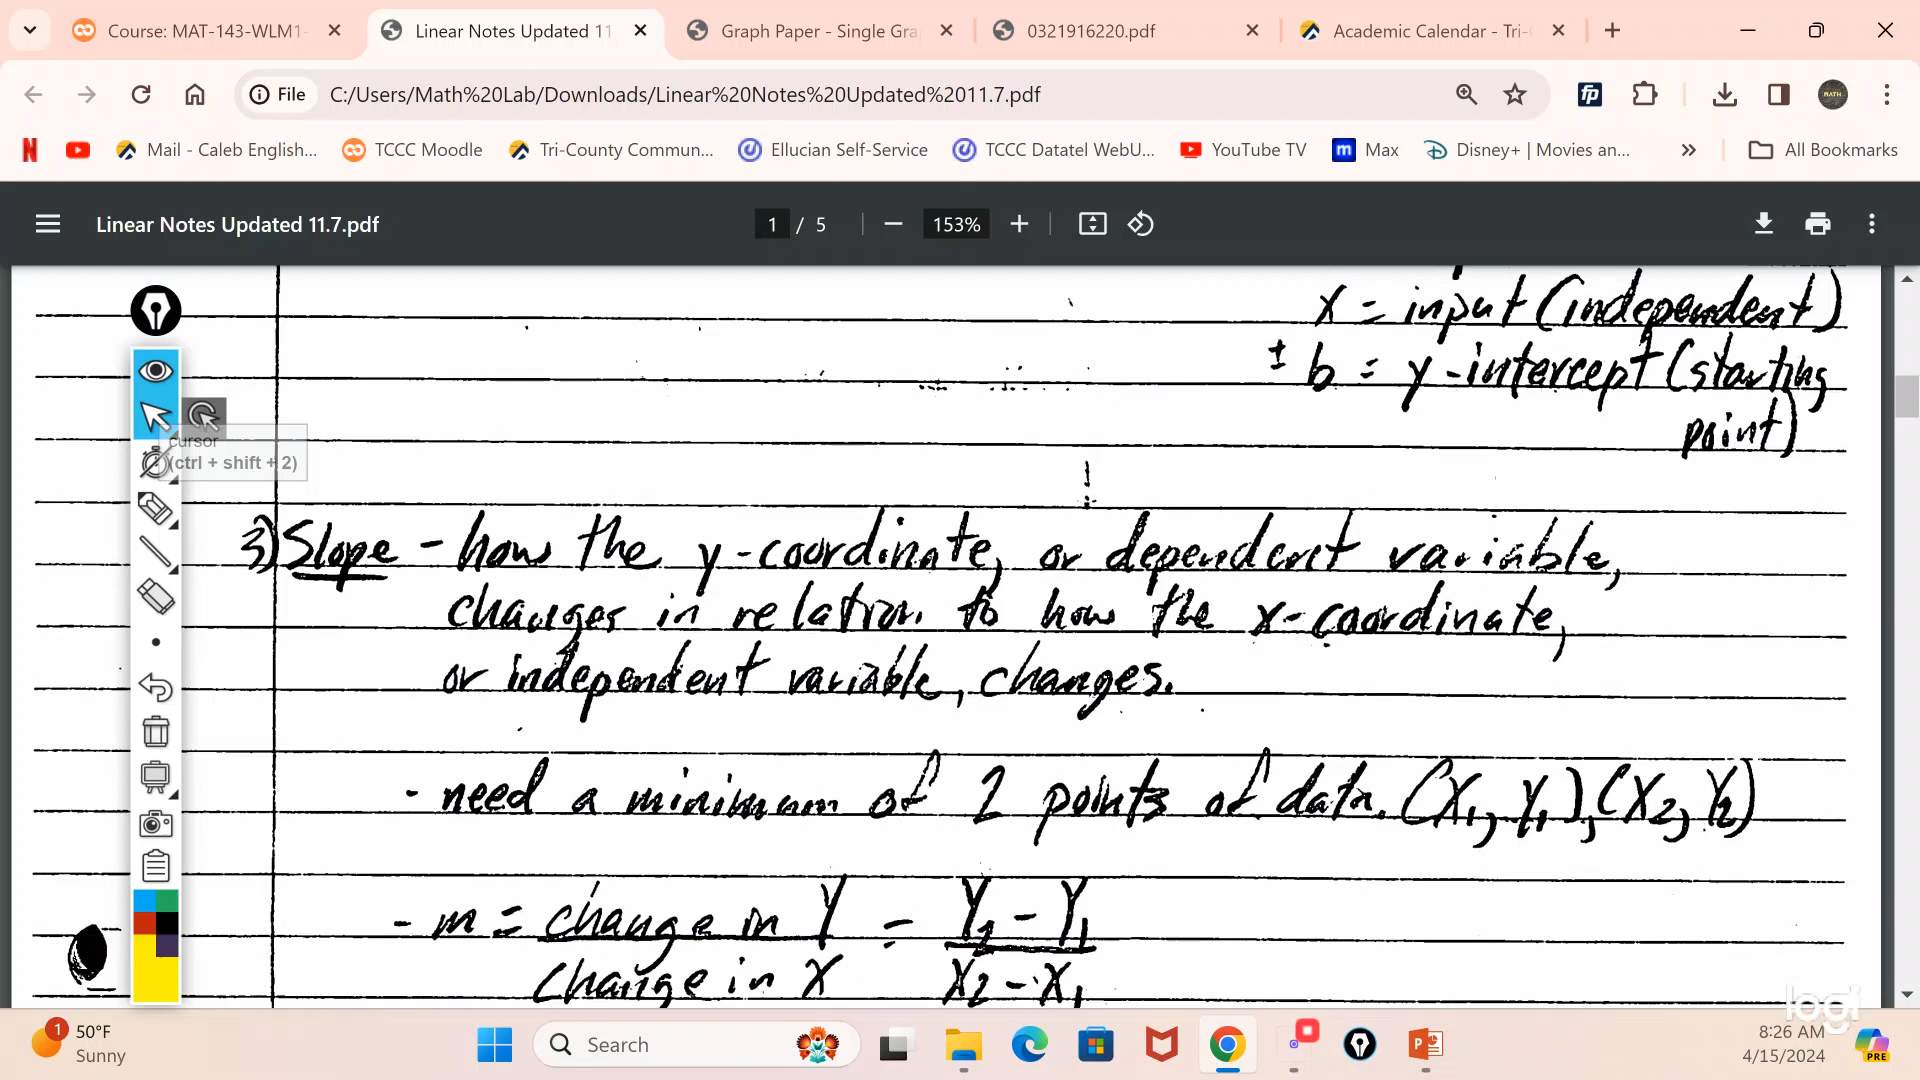 Course: MAT-143-WLM1-
Linear Notes Updated 11
Graph Paper - Single Gra
0321916220.pdf
Academic Calendar - Tri-
File
C:/Users/Math%20Lab/Downloads/Linear%20Notes%20Updated%2011.7.pdf
fp
MATH
Mail - Caleb English...
TCCC Moodle
Tri-County Commun...
Ellucian Self-Service
TCCC Datatel WebU...
YouTube TV
m Max
Disney+ | Movies an...
»
All Bookmarks
Linear Notes Updated 11.7.pdf
1 / 5
153%
x = input (independent)
± b = y-intercept (starting
point)
cursor
(ctrl + shift + 2)
3) Slope - how the y-coordinate, or dependent variable,
changes in relation to how the x-coordinate,
or independent variable, changes.
- need a minimum of 2 points of data. (X1, Y1), (X2, Y2)
- m = change in Y = Y2 - Y1
change in X X2 - X1
logi
1
50°F
Sunny
Search
8:26 AM
4/15/2024
PRE